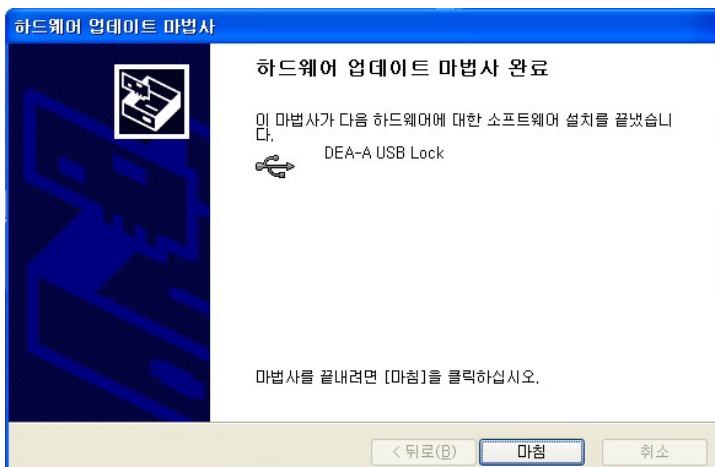 하드웨어 업데이트 마법사
하드웨어 업데이트 마법사 완료
이 마법사가 다음 하드웨어에 대한 소프트웨어 설치를 끝냈습니
다.
DEA-A USB Lock
마법사를 끝내려면 [마침]을 클릭하십시오.
< 뒤로(B) 마침 취소